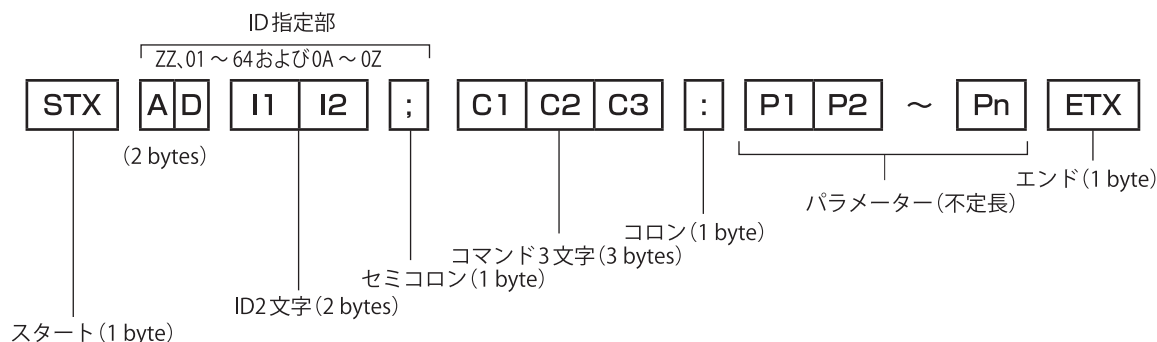 ID指定部
ZZ、01～64および0A～0Z
STX A D I1 I2 ; C1 C2 C3 : P1 P2 ～ Pn ETX
(2 bytes)
エンド(1 byte)
パラメーター(不定長)
コロン(1 byte)
コマンド3文字(3 bytes)
セミコロン(1 byte)
ID2文字(2 bytes)
スタート(1 byte)